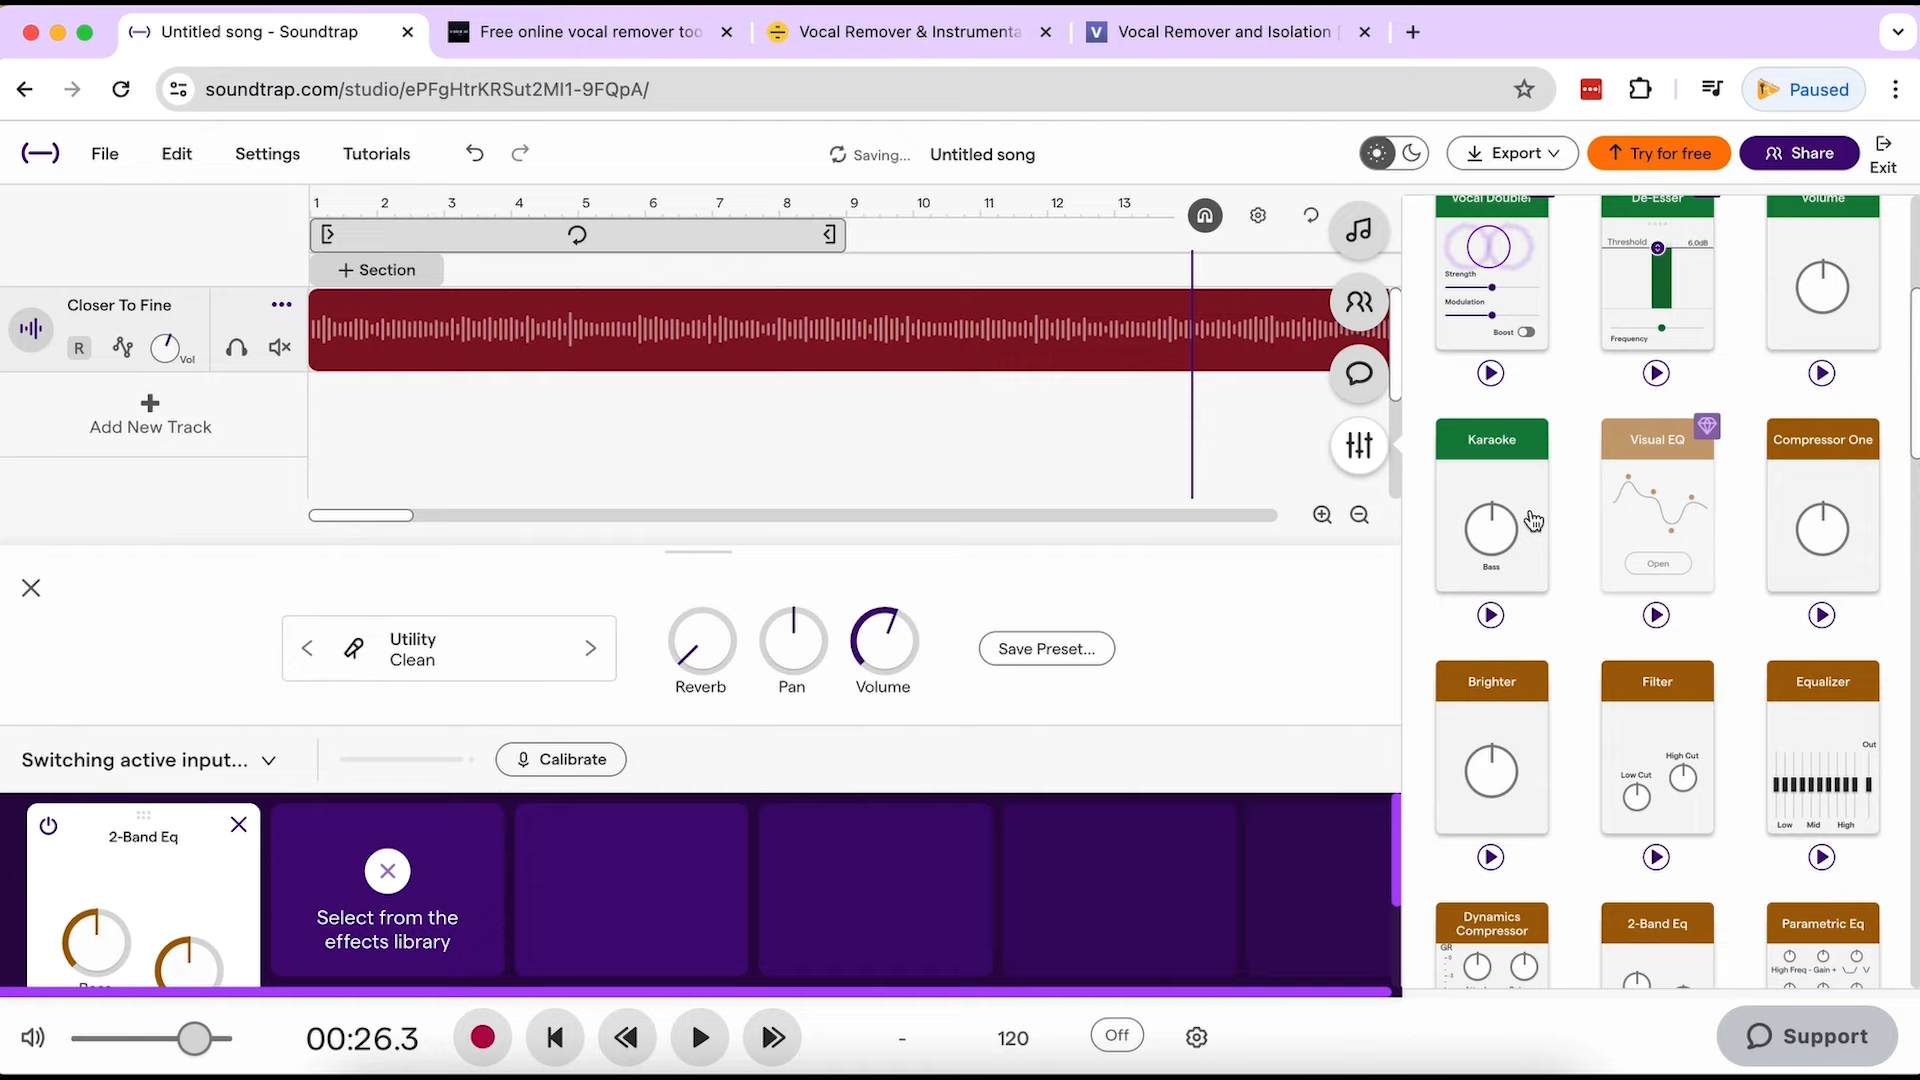 Untitled song - Soundtrap
Free online vocal remover too
Vocal Remover & Instrumenta
Vocal Remover and Isolation
soundtrap.com/studio/ePFgHtrKRSut2MI1-9FQpA/
Paused
File
Edit
Settings
Tutorials
Saving...
Untitled song
Export
Try for free
Share
Exit
1 2 3 4 5 6 7 8 9 10 11 12 13
+ Section
Closer To Fine
R
Vol
Add New Track
Utility
Clean
Reverb
Pan
Volume
Save Preset...
Switching active input...
Calibrate
2-Band Eq
Select from the
effects library
Vocal Doubler
Strength
Modulation
Boost
De-Esser
Threshold
6.0dB
Frequency
Volume
Karaoke
Bass
Visual EQ
Open
Compressor One
Brighter
Filter
Low Cut
High Cut
Equalizer
Out
Low Mid High
Dynamics
Compressor
GR
2-Band Eq
Parametric Eq
High Freq - Gain +
00:26.3
-
120
Off
Support